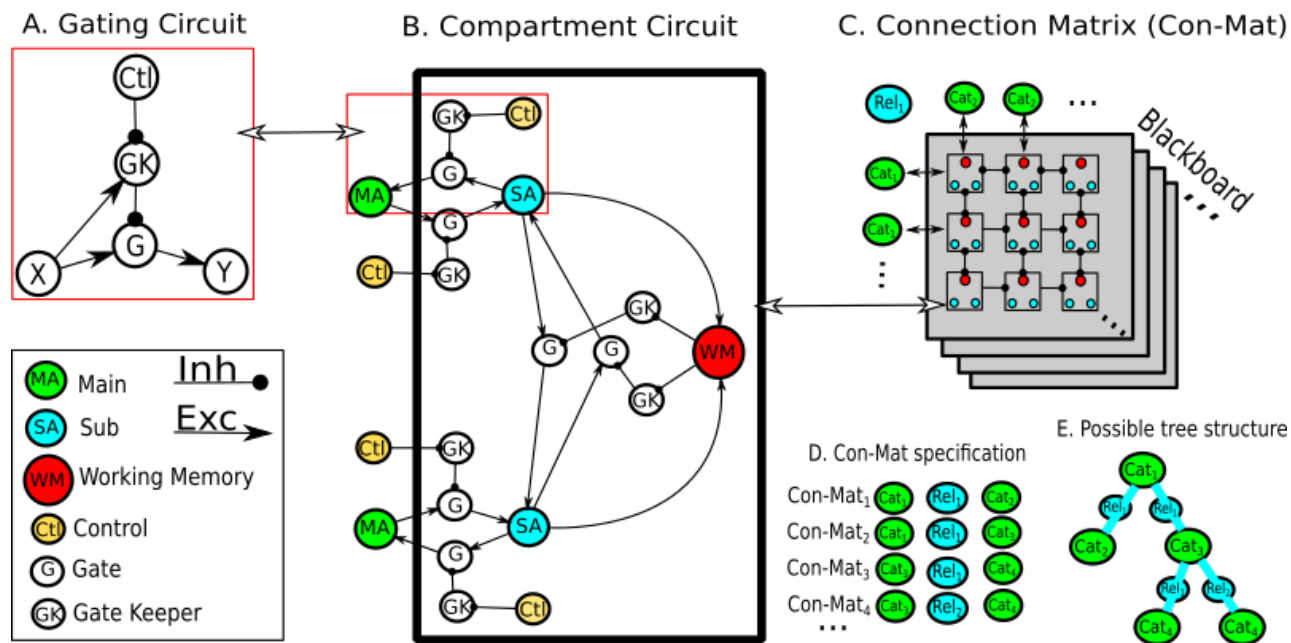 A. Gating Circuit
B. Compartment Circuit
C. Connection Matrix (Con-Mat)
Ctl
GK
G
X
Y
MA Main
SA Sub
WM Working Memory
Ctl Control
G Gate
GK Gate Keeper
Inh
Exc
GK Ctl
G
MA SA
G
Ctl GK
GK
G G WM
GK
Ctl GK
G
MA SA
G
GK Ctl
Rel1 Cat2 Cat2 ...
Cat1
Cat1
Blackboard
D. Con-Mat specification
Con-Mat1 Cat1 Rel1 Cat2
Con-Mat2 Cat1 Rel1 Cat3
Con-Mat3 Cat3 Rel1 Cat4
Con-Mat4 Cat3 Rel2 Cat4
...
E. Possible tree structure
Cat1
Rel1 Rel1
Cat2 Cat3
Rel1 Rel2
Cat4 Cat4